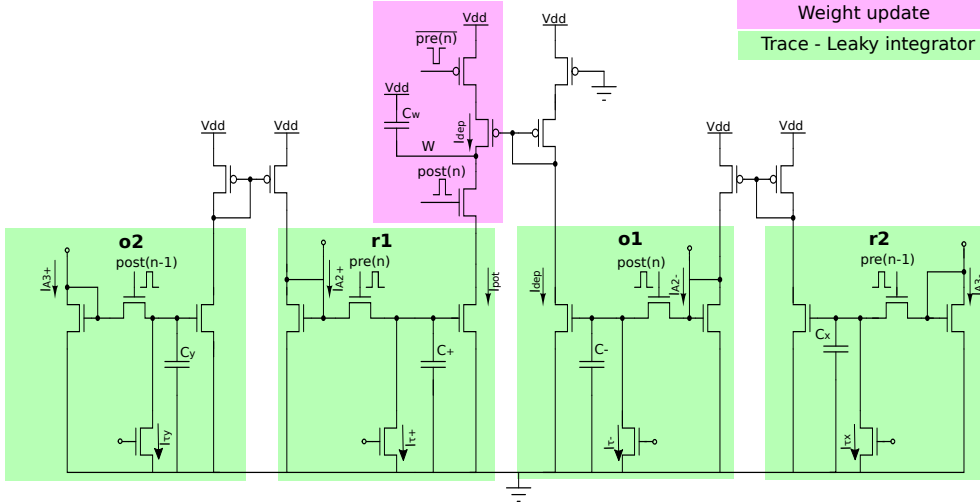 Weight update
Trace - Leaky integrator
Vdd
Vdd
pre(n)
Vdd
Cw
Idep
W
post(n)
Vdd
Vdd
Vdd
Vdd
o2
r1
o1
r2
IA3+
post(n-1)
IA2+
pre(n)
Ipot
Idep
post(n)
IA2-
pre(n-1)
IA3-
Cy
C+
C-
Cx
Iτy
Iτ+
Iτ-
Iτx